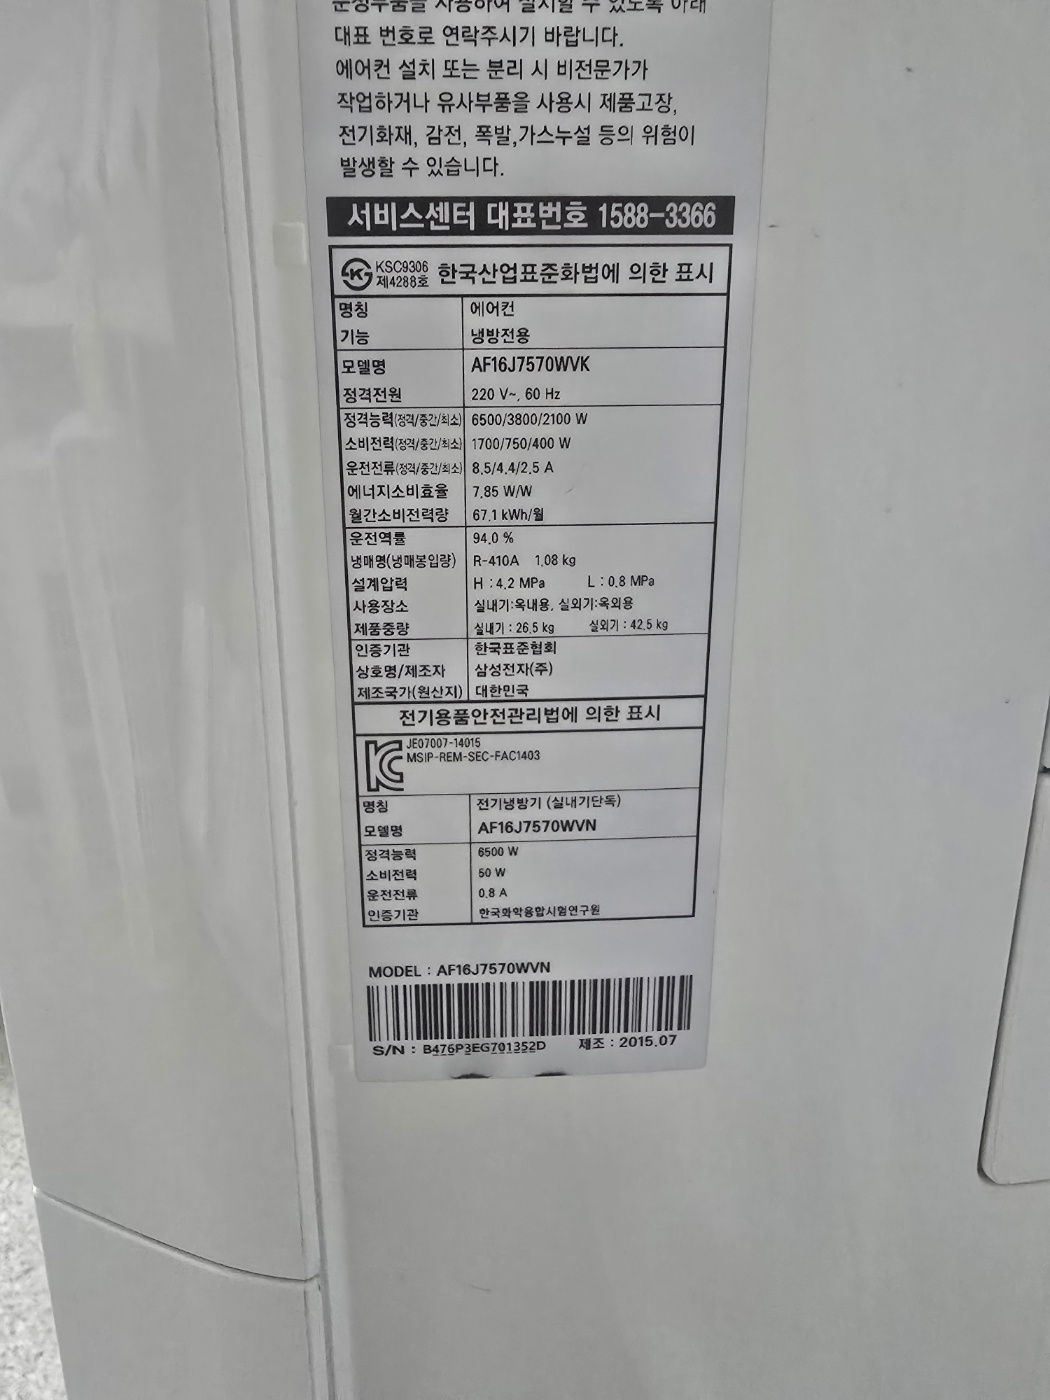 순정부품을 사용하여 설치할 수 있도록 아래
대표 번호로 연락주시기 바랍니다.
에어컨 설치 또는 분리 시 비전문가가
작업하거나 유사부품을 사용시 제품고장,
전기화재, 감전, 폭발,가스누설 등의 위험이
발생할 수 있습니다.
서비스센터 대표번호 1588-3366
KSC9306
제4288호
한국산업표준화법에 의한 표시
명칭 에어컨
기능 냉방전용
모델명 AF16J7570WVK
정격전원 220 V~, 60 Hz
정격능력(정격/중간/최소) 6500/3800/2100 W
소비전력(정격/중간/최소) 1700/750/400 W
운전전류(정격/중간/최소) 8.5/4.4/2.5 A
에너지소비효율 7.85 W/W
월간소비전력량 67.1 kWh/월
운전역률 94.0 %
냉매명(냉매봉입량) R-410A 1.08 kg
설계압력 H : 4.2 MPa L : 0.8 MPa
사용장소 실내기:옥내용, 실외기:옥외용
제품중량 실내기 : 26.5 kg 실외기 : 42.5 kg
인증기관 한국표준협회
상호명/제조자 삼성전자(주)
제조국가(원산지) 대한민국
전기용품안전관리법에 의한 표시
JE07007-14015
MSIP-REM-SEC-FAC1403
명칭 전기냉방기 (실내기단독)
모델명 AF16J7570WVN
정격능력 6500 W
소비전력 50 W
운전전류 0.8 A
인증기관 한국화학융합시험연구원
MODEL : AF16J7570WVN
S/N : B476P3EG701352D 제조 : 2015.07